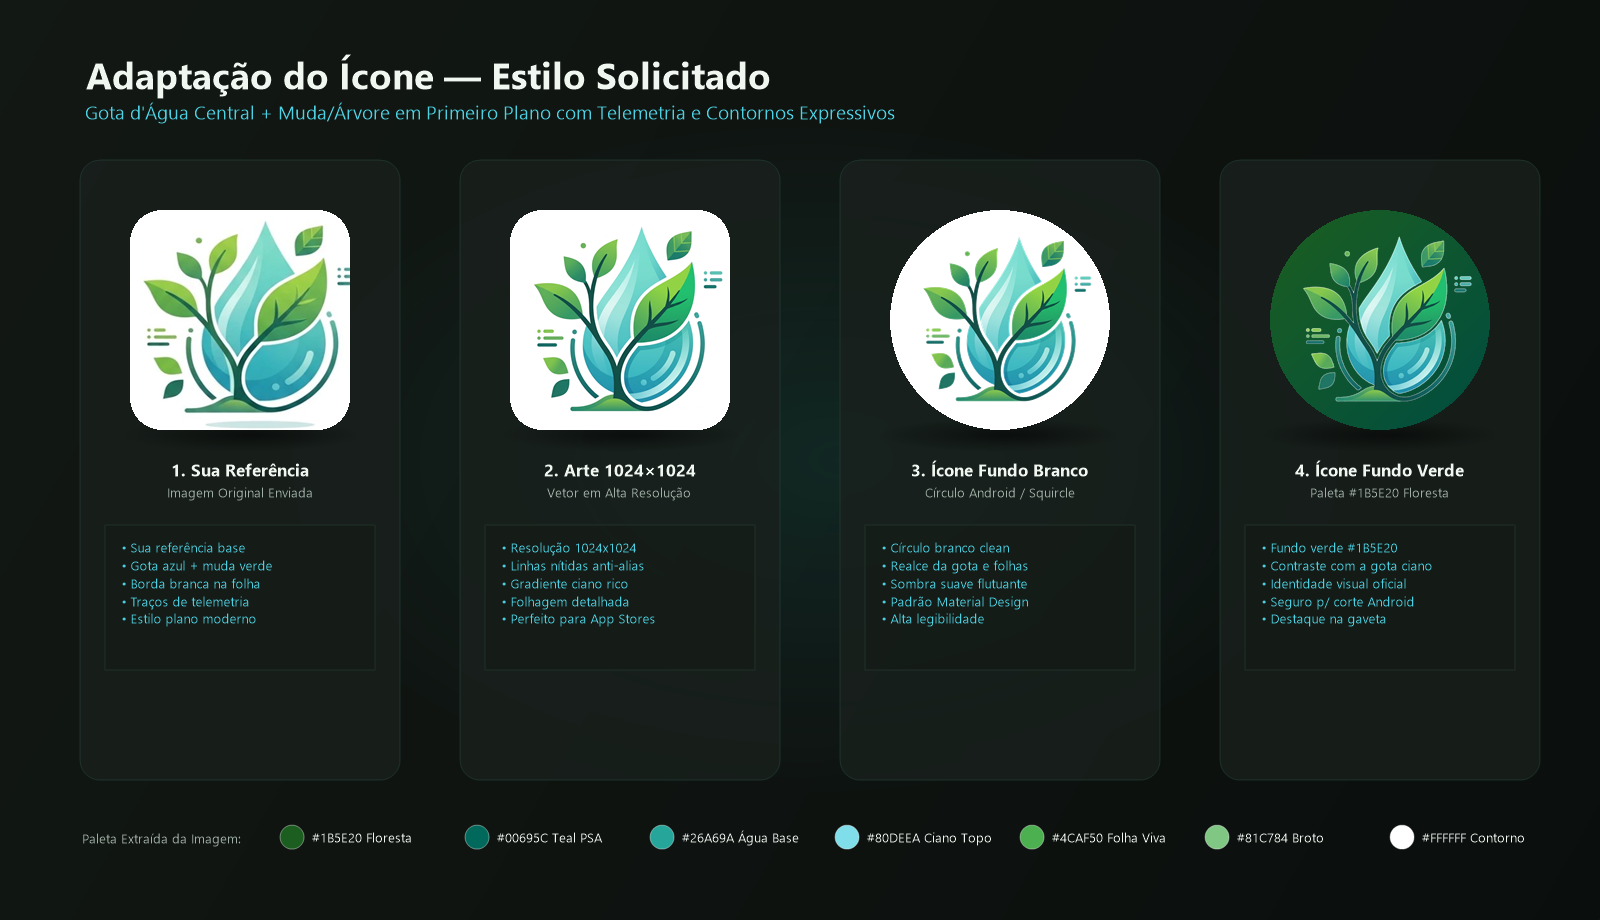 Adaptação do Ícone — Estilo Solicitado
Gota d'Água Central + Muda/Árvore em Primeiro Plano com Telemetria e Contornos Expressivos
1. Sua Referência
Imagem Original Enviada
• Sua referência base
• Gota azul + muda verde
• Borda branca na folha
• Traços de telemetria
• Estilo plano moderno
2. Arte 1024×1024
Vetor em Alta Resolução
• Resolução 1024x1024
• Linhas nítidas anti-alias
• Gradiente ciano rico
• Folhagem detalhada
• Perfeito para App Stores
3. Ícone Fundo Branco
Círculo Android / Squircle
• Círculo branco clean
• Realce da gota e folhas
• Sombra suave flutuante
• Padrão Material Design
• Alta legibilidade
4. Ícone Fundo Verde
Paleta #1B5E20 Floresta
• Fundo verde #1B5E20
• Contraste com a gota ciano
• Identidade visual oficial
• Seguro p/ corte Android
• Destaque na gaveta
Paleta Extraída da Imagem:
#1B5E20 Floresta
#00695C Teal PSA
#26A69A Água Base
#80DEEA Ciano Topo
#4CAF50 Folha Viva
#81C784 Broto
#FFFFFF Contorno